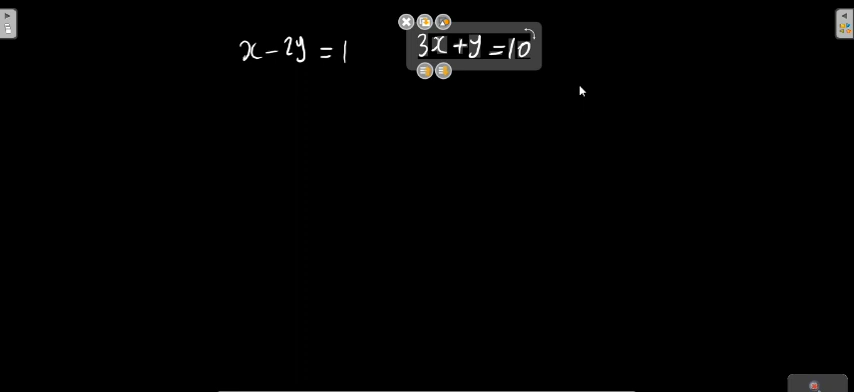 x - 2y = 1 3x + y = 10